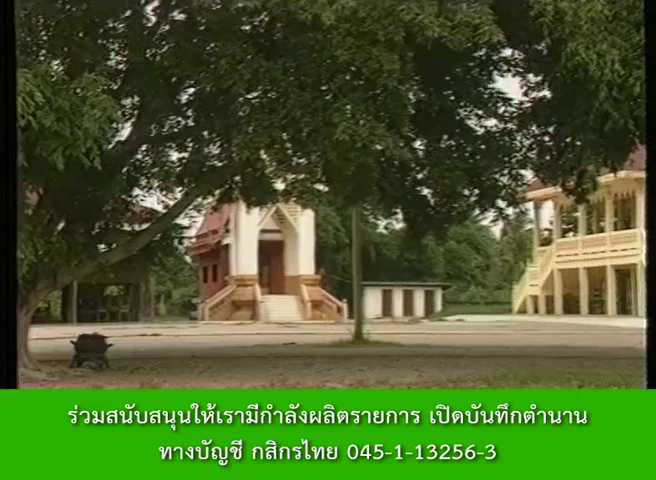 ร่วมสนับสนุนให้เรามีกำลังผลิตรายการ เปิดบันทึกตำนาน
ทางบัญชี กสิกรไทย 045-1-13256-3